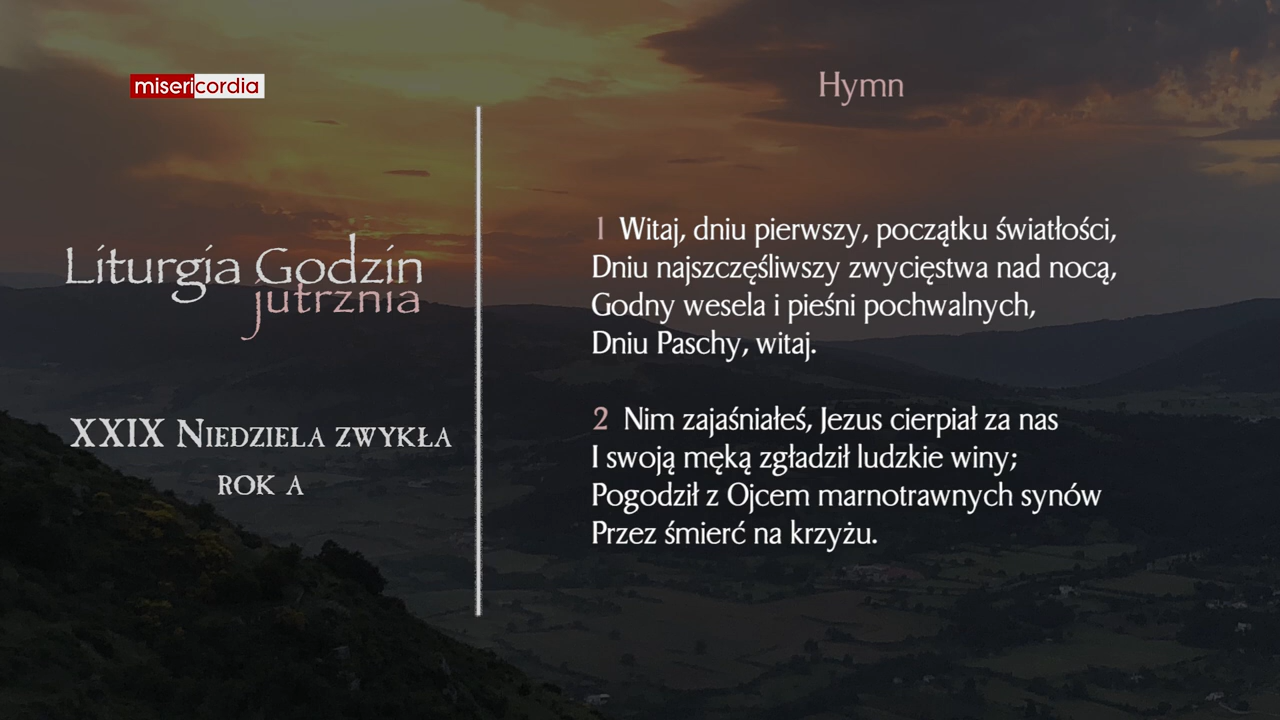 misericordia
Liturgia Godzin
jutrznia
XXIX Niedziela zwykła
rok A
Hymn
1 Witaj, dniu pierwszy, początku światłości,
Dniu najszczęśliwszy zwycięstwa nad nocą,
Godny wesela i pieśni pochwalnych,
Dniu Paschy, witaj.
2 Nim zajaśniałeś, Jezus cierpiał za nas
I swoją męką zgładził ludzkie winy;
Pogodził z Ojcem marnotrawnych synów
Przez śmierć na krzyżu.